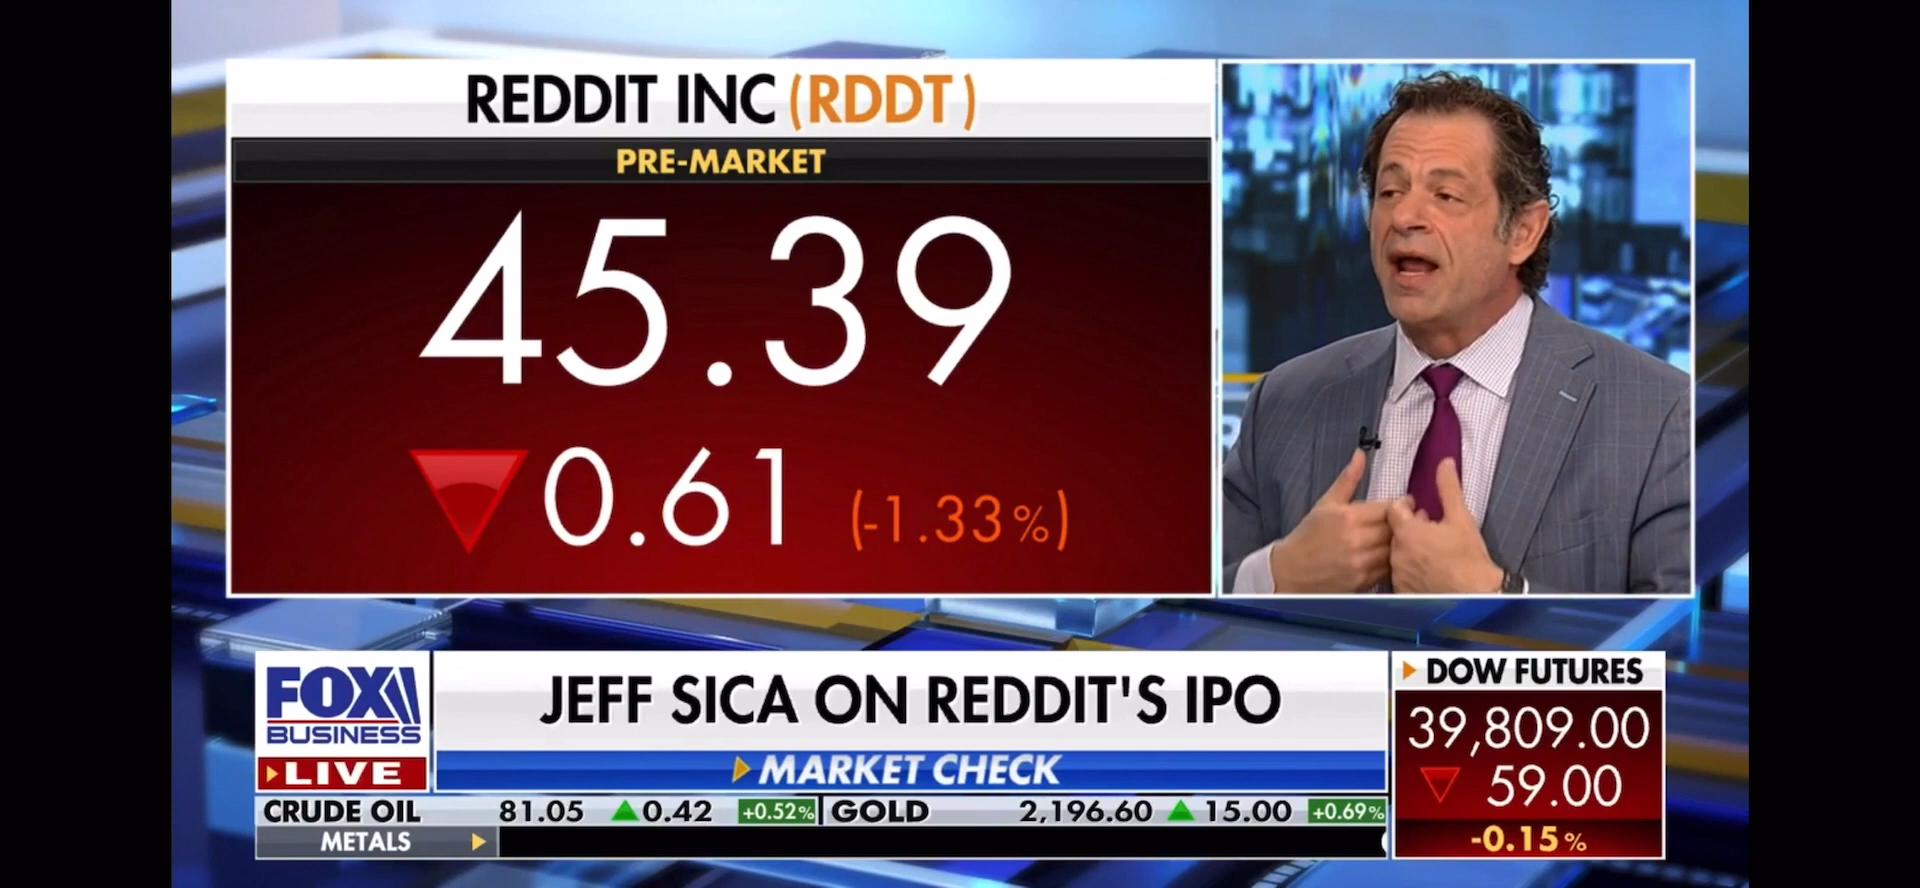 REDDIT INC (RDDT)
PRE-MARKET
45.39
▼ 0.61 (-1.33%)
FOX BUSINESS
LIVE
JEFF SICA ON REDDIT'S IPO
MARKET CHECK
CRUDE OIL 81.05 ▲ 0.42 +0.52% GOLD 2,196.60 ▲ 15.00 +0.69%
METALS
DOW FUTURES
39,809.00
▼ 59.00
-0.15%